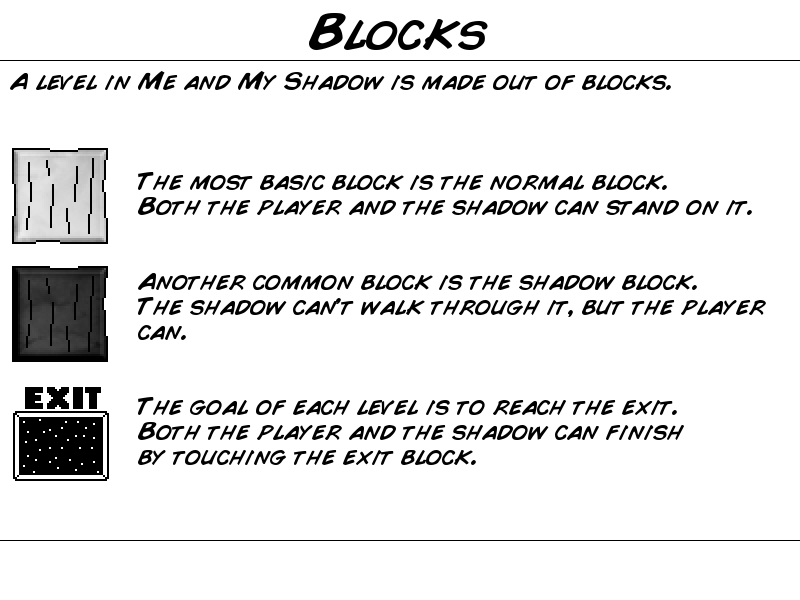 Blocks
A level in Me and My Shadow is made out of blocks.
The most basic block is the normal block.
Both the player and the shadow can stand on it.
Another common block is the shadow block.
The shadow can't walk through it, but the player
can.
EXIT
The goal of each level is to reach the exit.
Both the player and the shadow can finish
by touching the exit block.